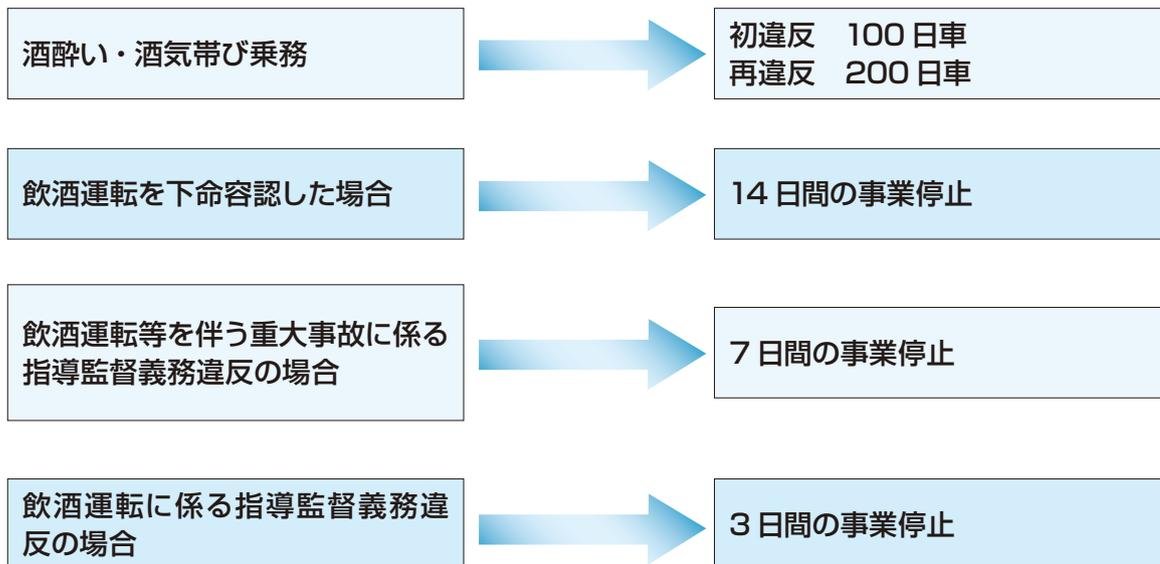 酒酔い・酒気帯び乗務
初違反　100 日車
再違反　200 日車
飲酒運転を下命容認した場合
14 日間の事業停止
飲酒運転等を伴う重大事故に係る
指導監督義務違反の場合
7 日間の事業停止
飲酒運転に係る指導監督義務違
反の場合
3 日間の事業停止